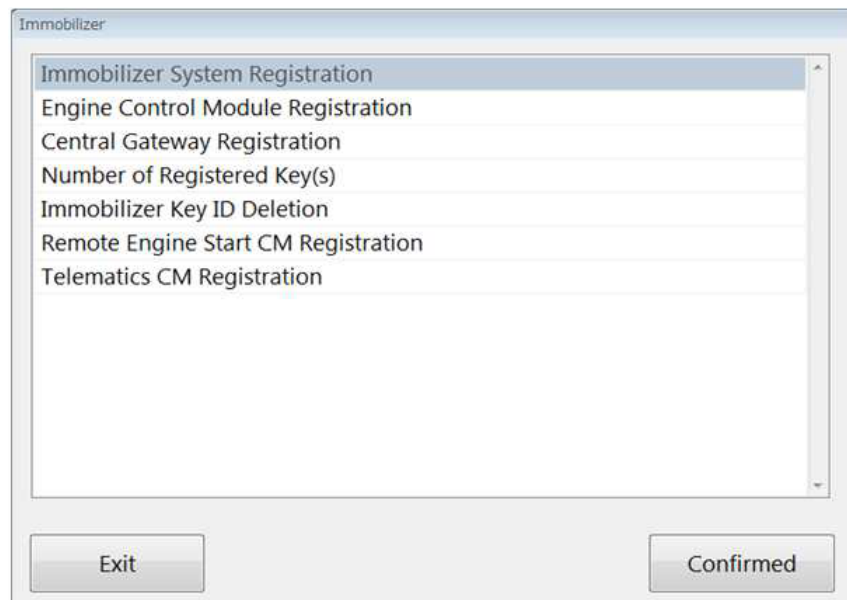 Immobilizer
Immobilizer System Registration
Engine Control Module Registration
Central Gateway Registration
Number of Registered Key(s)
Immobilizer Key ID Deletion
Remote Engine Start CM Registration
Telematics CM Registration
Exit
Confirmed